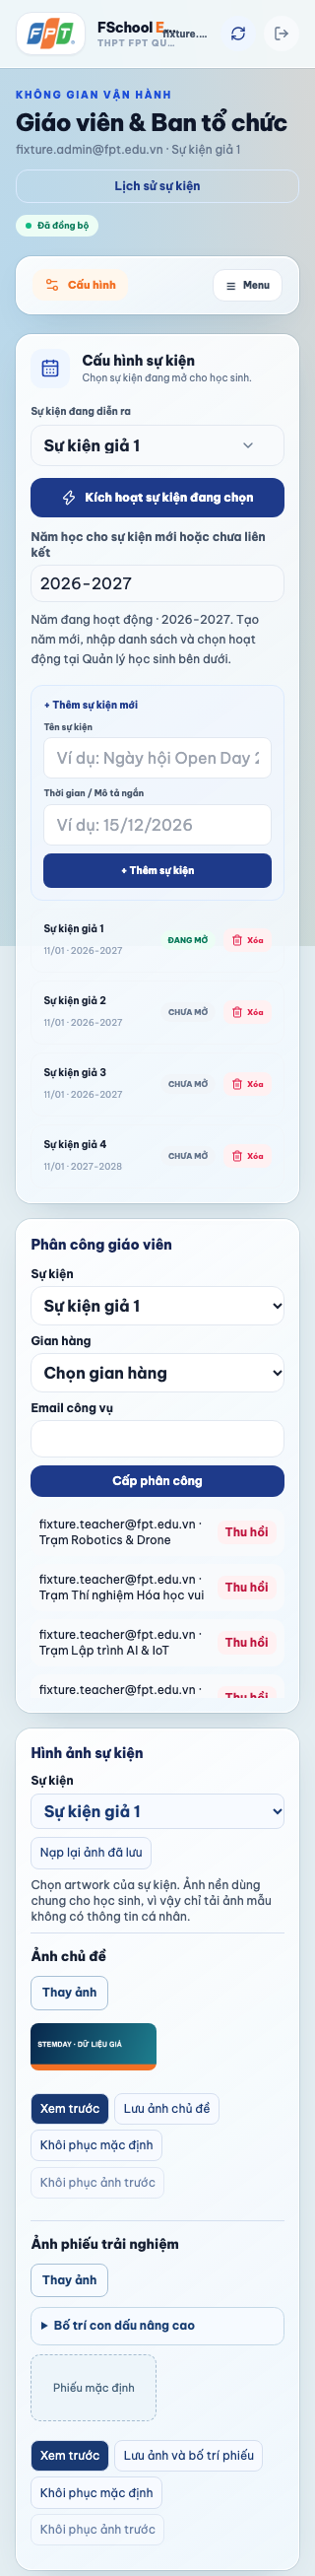 FPT
FSchool E...
THPT FPT QU...
fixture....
KHÔNG GIAN VẬN HÀNH
Giáo viên & Ban tổ chức
fixture.admin@fpt.edu.vn · Sự kiện giả 1
Lịch sử sự kiện
Đã đồng bộ
Cấu hình
Menu
Cấu hình sự kiện
Chọn sự kiện đang mở cho học sinh.
Sự kiện đang diễn ra
Sự kiện giả 1
Kích hoạt sự kiện đang chọn
Năm học cho sự kiện mới hoặc chưa liên
kết
2026-2027
Năm đang hoạt động · 2026-2027. Tạo
năm mới, nhập danh sách và chọn hoạt
động tại Quản lý học sinh bên dưới.
+ Thêm sự kiện mới
Tên sự kiện
Ví dụ: Ngày hội Open Day 2
Thời gian / Mô tả ngắn
Ví dụ: 15/12/2026
+ Thêm sự kiện
Sự kiện giả 1
11/01 · 2026-2027
ĐANG MỞ
Xóa
Sự kiện giả 2
11/01 · 2026-2027
CHƯA MỞ
Xóa
Sự kiện giả 3
11/01 · 2026-2027
CHƯA MỞ
Xóa
Sự kiện giả 4
11/01 · 2027-2028
CHƯA MỞ
Xóa
Phân công giáo viên
Sự kiện
Sự kiện giả 1
Gian hàng
Chọn gian hàng
Email công vụ
Cấp phân công
fixture.teacher@fpt.edu.vn ·
Trạm Robotics & Drone
Thu hồi
fixture.teacher@fpt.edu.vn ·
Trạm Thí nghiệm Hóa học vui
Thu hồi
fixture.teacher@fpt.edu.vn ·
Trạm Lập trình AI & IoT
Thu hồi
fixture.teacher@fpt.edu.vn ·
Thu hồi
Hình ảnh sự kiện
Sự kiện
Sự kiện giả 1
Nạp lại ảnh đã lưu
Chọn artwork của sự kiện. Ảnh nền dùng
chung cho học sinh, vì vậy chỉ tải ảnh mẫu
không có thông tin cá nhân.
Ảnh chủ đề
Thay ảnh
STEMDAY · DỮ LIỆU GIẢ
Xem trước
Lưu ảnh chủ đề
Khôi phục mặc định
Khôi phục ảnh trước
Ảnh phiếu trải nghiệm
Thay ảnh
Bố trí con dấu nâng cao
Phiếu mặc định
Xem trước
Lưu và bố trí phiếu
Khôi phục mặc định
Khôi phục ảnh trước